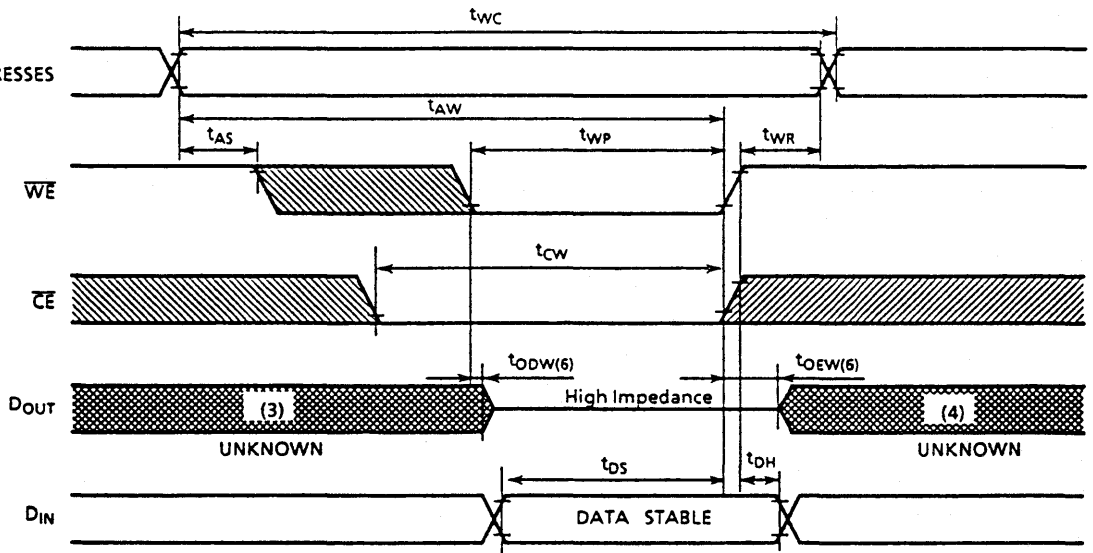 tWC
RESSES
tAW
tAS
tWP
tWR
WE
tCW
CE
tODW(6)
tOEW(6)
DOUT
(3)
High Impedance
(4)
UNKNOWN
UNKNOWN
tDS
tDH
DIN
DATA STABLE